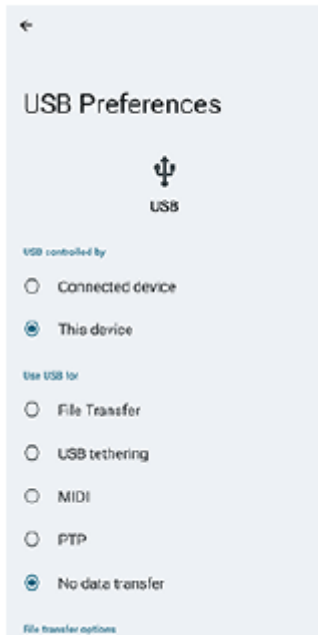 USB Preferences
USB
USB controlled by
Connected device
This device
Use USB for
File Transfer
USB tethering
MIDI
PTP
No data transfer
File transfer options